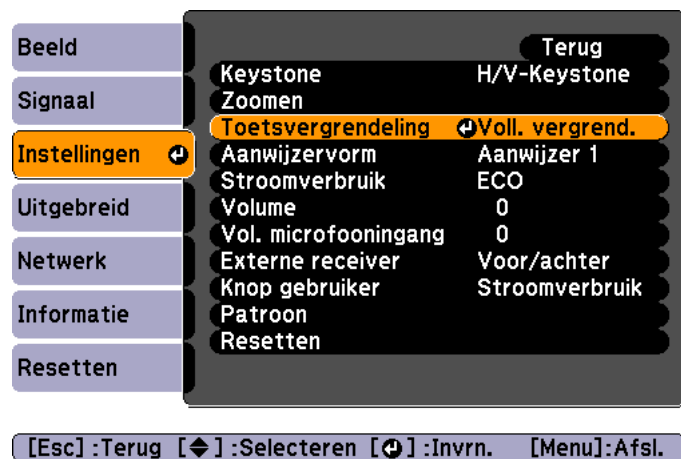 Beeld
Signaal
Instellingen
Uitgebreid
Netwerk
Informatie
Resetten
Terug
Keystone H/V-Keystone
Zoomen
Toetsvergrendeling Voll. vergrend.
Aanwijzervorm Aanwijzer 1
Stroomverbruik ECO
Volume 0
Vol. microfooningang 0
Externe receiver Voor/achter
Knop gebruiker Stroomverbruik
Patroon
Resetten
[Esc] :Terug [◆] :Selecteren [↵] :Invrn. [Menu]:Afsl.